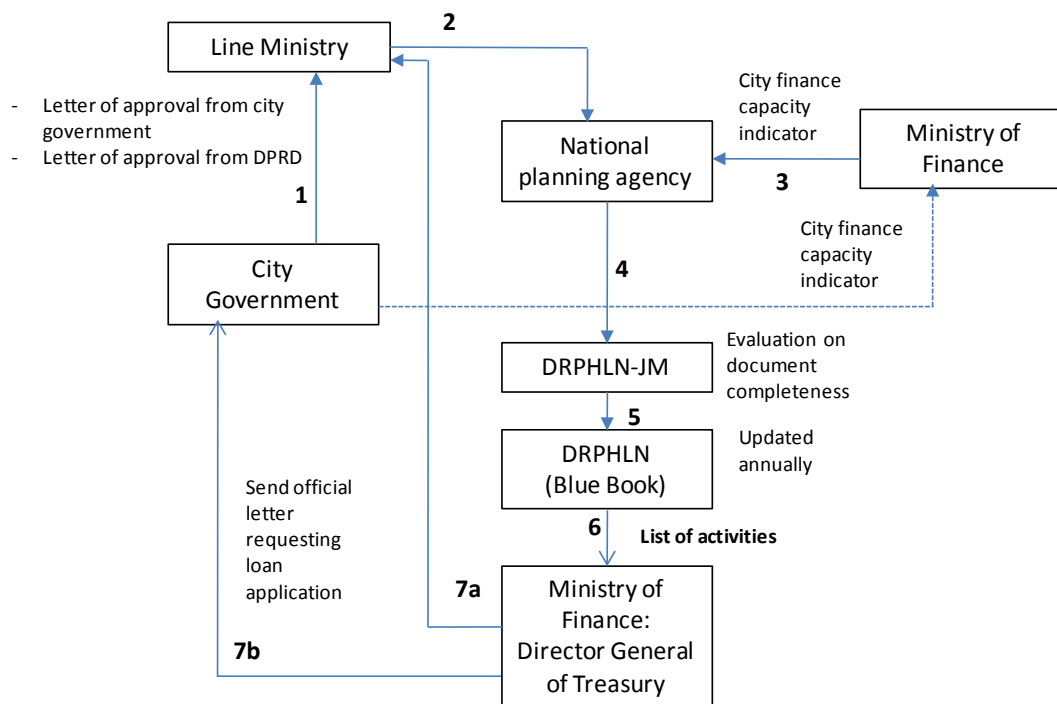 2
Line Ministry
- Letter of approval from city
government
- Letter of approval from DPRD
1
City finance
capacity
indicator
National
planning agency
3
Ministry of
Finance
City finance
capacity
indicator
City
Government
4
DRPHLN-JM
Evaluation on
document
completeness
5
DRPHLN
(Blue Book)
Updated
annually
6
List of activities
Send official
letter
requesting
loan
application
7a
7b
Ministry of
Finance:
Director General
of Treasury